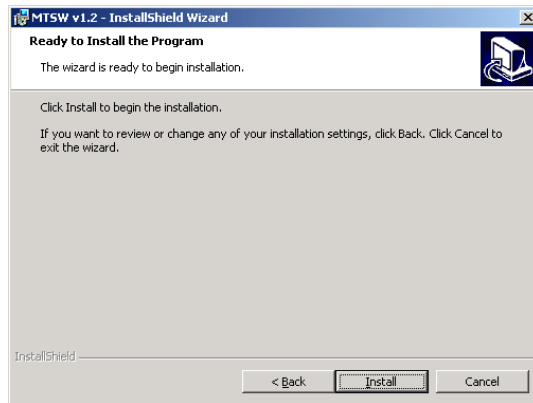 MTSW v1.2 - InstallShield Wizard
Ready to Install the Program
The wizard is ready to begin installation.
Click Install to begin the installation.
If you want to review or change any of your installation settings, click Back. Click Cancel to
exit the wizard.
InstallShield
< Back
Install
Cancel